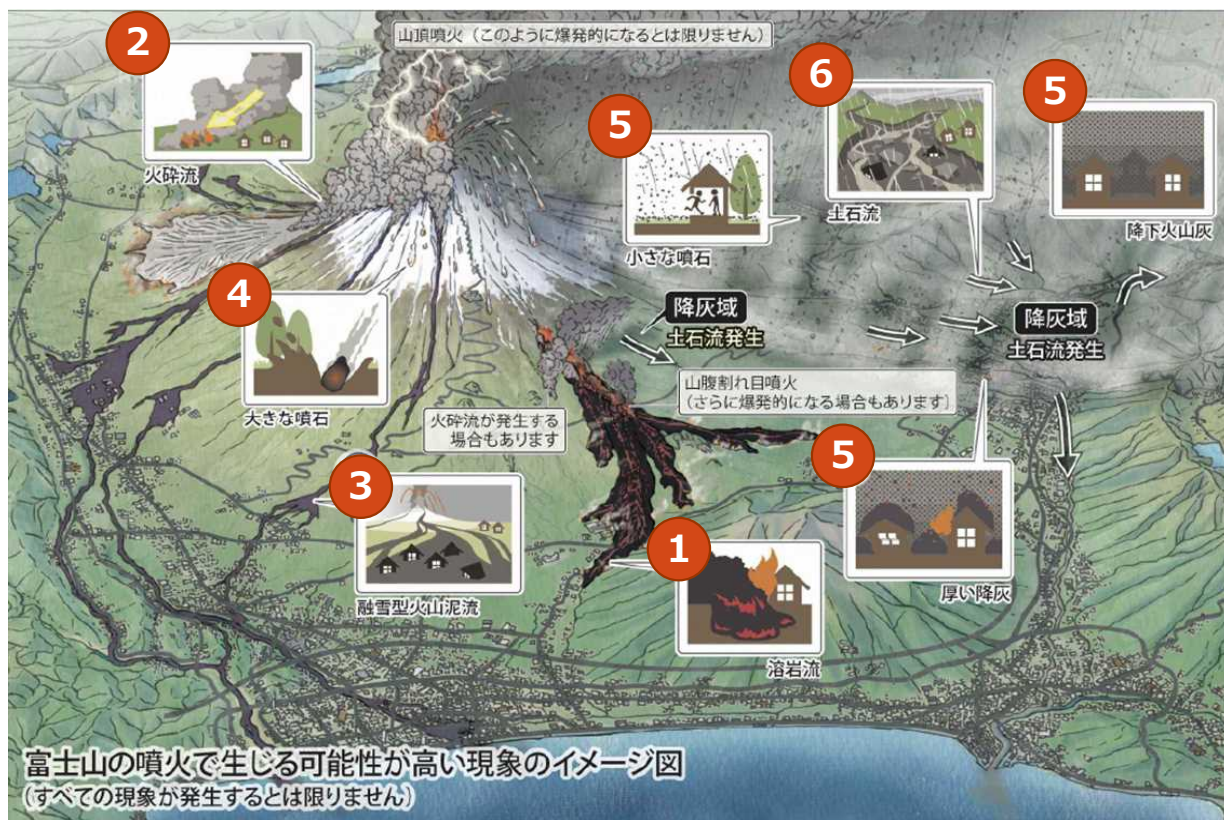 山頂噴火（このように爆発的になるとは限りません）
2
火砕流
5
小さな噴石
6
土石流
5
降下火山灰
4
大きな噴石
降灰域
土石流発生
降灰域
土石流発生
山腹割れ目噴火
（さらに爆発的になる場合もあります）
火砕流が発生する
場合もあります
3
融雪型火山泥流
5
厚い降灰
1
溶岩流
富士山の噴火で生じる可能性が高い現象のイメージ図
（すべての現象が発生するとは限りません）